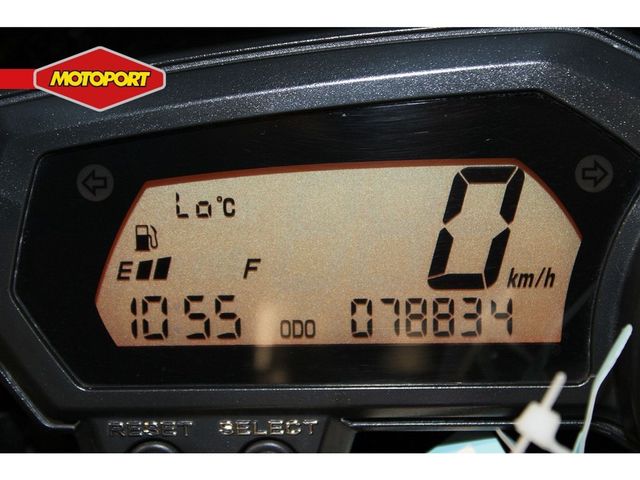 MOTOPORT
Lo°C
0 km/h
E F
10 55 ODO 078834
RESET SELECT